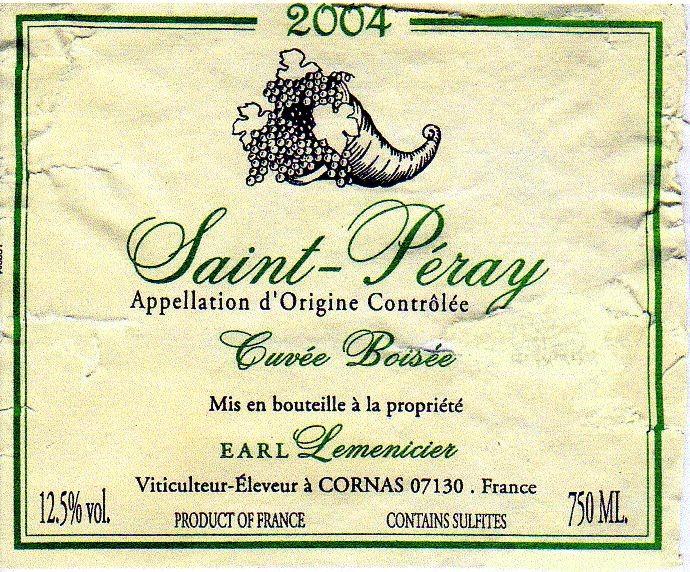 2004
Saint-Péray
Appellation d'Origine Contrôlée
Cuvée Boisée
Mis en bouteille à la propriété
EARL Lemenicier
Viticulteur-Éleveur à CORNAS 07130 . France
12.5% vol. PRODUCT OF FRANCE CONTAINS SULFITES 750 ML.